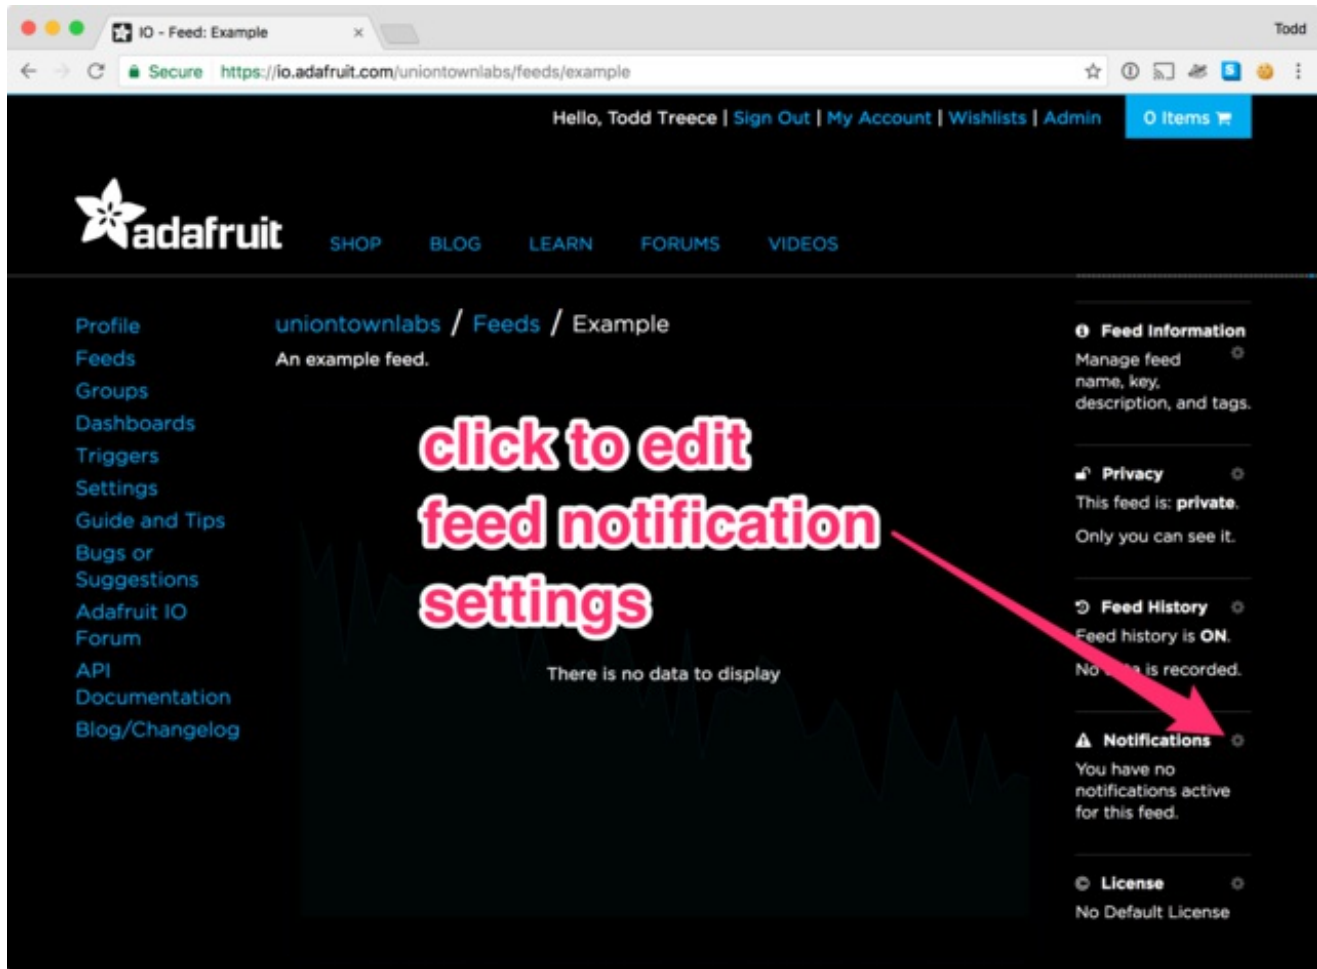 IO - Feed: Example
Todd
Secure https://io.adafruit.com/uniontownlabs/feeds/example
Hello, Todd Treece | Sign Out | My Account | Wishlists | Admin
0 Items
adafruit
SHOP BLOG LEARN FORUMS VIDEOS
Profile
Feeds
Groups
Dashboards
Triggers
Settings
Guide and Tips
Bugs or
Suggestions
Adafruit IO
Forum
API
Documentation
Blog/Changelog
uniontownlabs / Feeds / Example
An example feed.
click to edit
feed notification
settings
There is no data to display
Feed Information
Manage feed
name, key,
description, and tags.
Privacy
This feed is: private.
Only you can see it.
Feed History
Feed history is ON.
No data is recorded.
Notifications
You have no
notifications active
for this feed.
License
No Default License